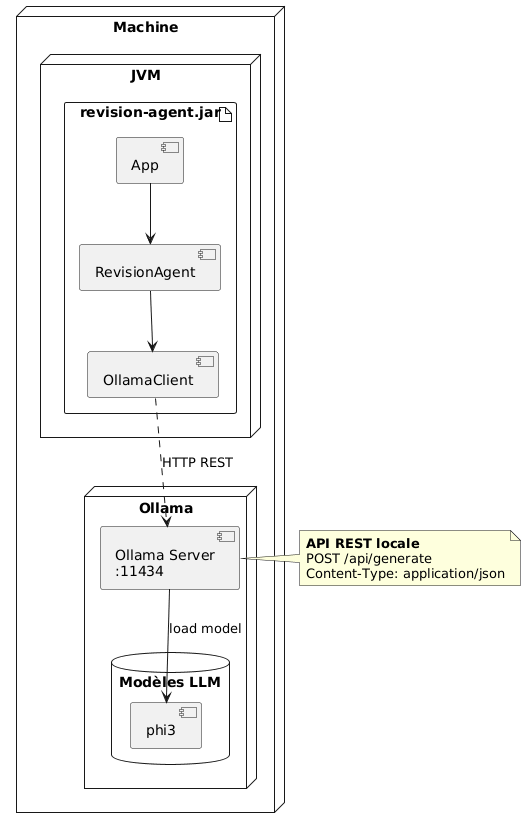 Machine
JVM
revision-agent.jar
App
RevisionAgent
OllamaClient
HTTP REST
Ollama
Ollama Server
:11434
API REST locale
POST /api/generate
Content-Type: application/json
load model
Modèles LLM
phi3